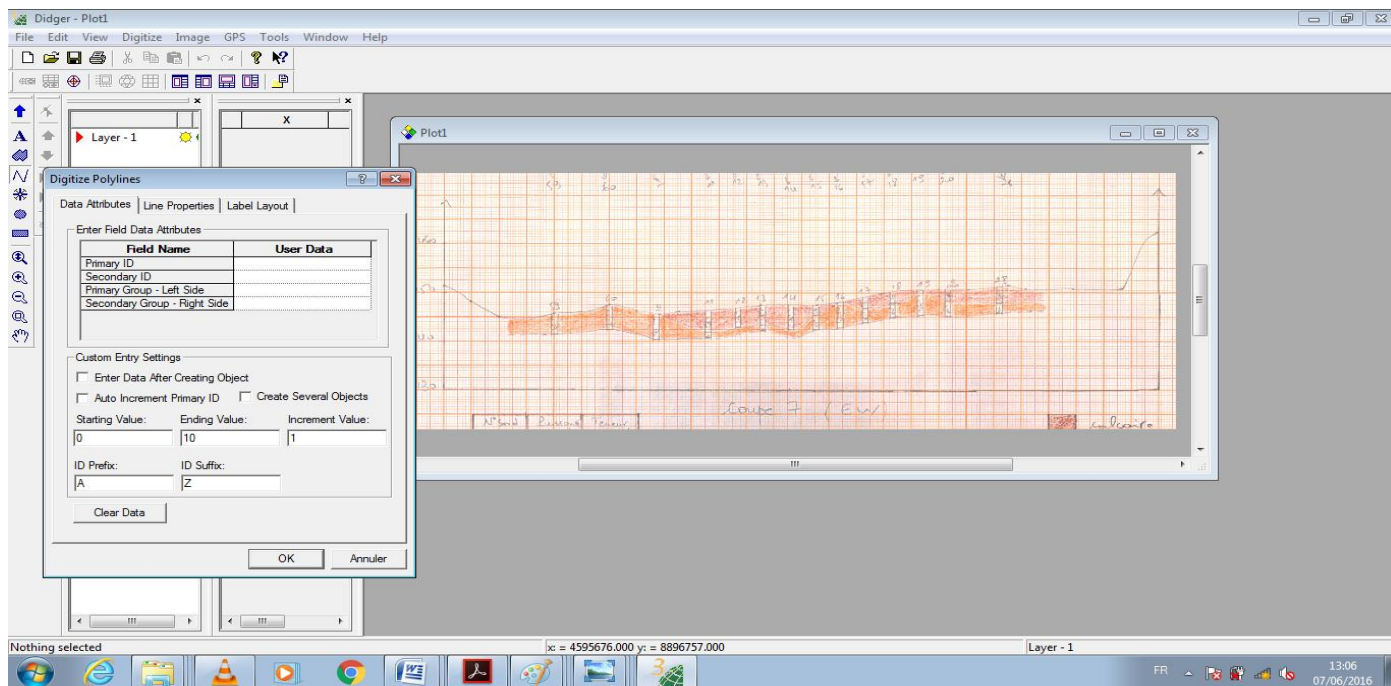 Didger - Plot1
File Edit View Digitize Image GPS Tools Window Help
Layer - 1
X
Plot1
Digitize Polylines
Data Attributes
Line Properties
Label Layout
Enter Field Data Attributes
Field Name User Data
Primary ID
Secondary ID
Primary Group - Left Side
Secondary Group - Right Side
Custom Entry Settings
Enter Data After Creating Object
Auto Increment Primary ID Create Several Objects
Starting Value: Ending Value: Increment Value:
0 10 1
ID Prefix: ID Suffix:
A Z
Clear Data
OK Annuler
Coupe 7 (EW)
calcaire
Nothing selected
x: = 4595676.000 y: = 8896757.000
Layer - 1
FR
13:06
07/06/2016